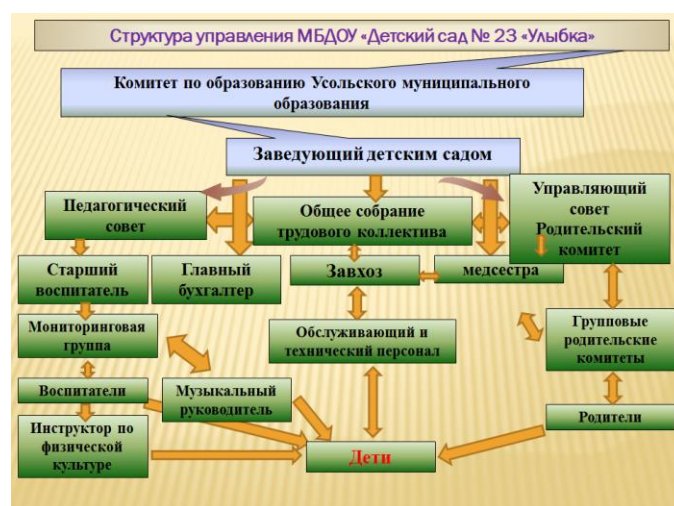 Структура управления МБДОУ «Детский сад № 23 «Улыбка»
Комитет по образованию Усольского муниципального
образования
Заведующий детским садом
Педагогический
совет
Общее собрание
трудового коллектива
Управляющий
совет
Родительский
комитет
Старший
воспитатель
Главный
бухгалтер
Завхоз
медсестра
Мониторинговая
группа
Обслуживающий и
технический персонал
Групповые
родительские
комитеты
Воспитатели
Музыкальный
руководитель
Родители
Инструктор по
физической
культуре
Дети